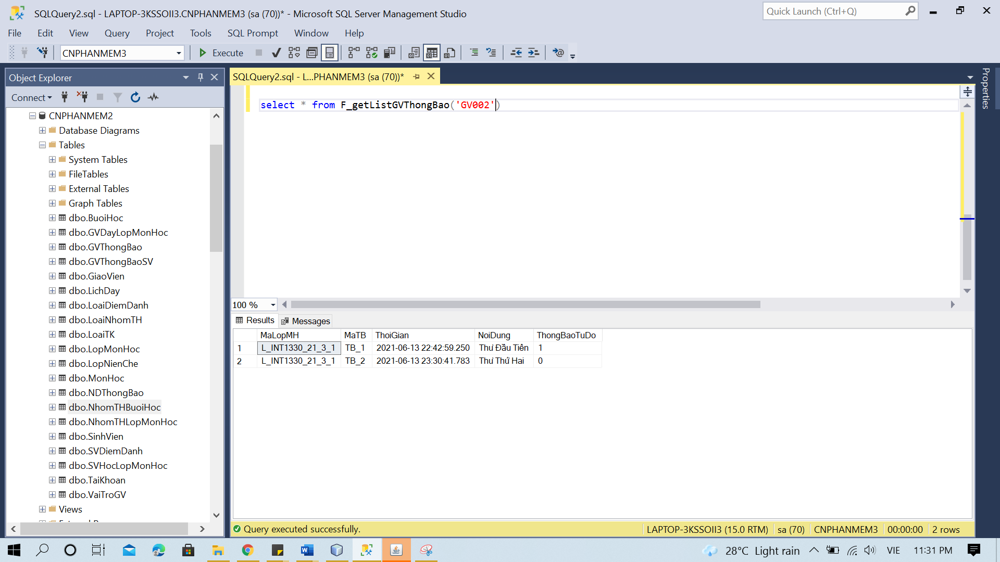 SQLQuery2.sql - LAPTOP-3KSSOII3.CNPHANMEM3 (sa (70))* - Microsoft SQL Server Management Studio
Quick Launch (Ctrl+Q)
File Edit View Query Project Tools SQL Prompt Window Help
CNPHANMEM3 Execute
Object Explorer
Connect
CNPHANMEM2
Database Diagrams
Tables
System Tables
FileTables
External Tables
Graph Tables
dbo.BuoiHoc
dbo.GVDayLopMonHoc
dbo.GVThongBao
dbo.GVThongBaoSV
dbo.GiaoVien
dbo.LichDay
dbo.LoaiDiemDanh
dbo.LoaiNhomTH
dbo.LoaiTK
dbo.LopMonHoc
dbo.LopNienChe
dbo.MonHoc
dbo.NDThongBao
dbo.NhomTHBuoiHoc
dbo.NhomTHLopMonHoc
dbo.SinhVien
dbo.SVDiemDanh
dbo.SVHocLopMonHoc
dbo.TaiKhoan
dbo.VaiTroGV
Views
SQLQuery2.sql - L...PHANMEM3 (sa (70))*
select * from F_getListGVThongBao('GV002')
Properties
100 %
Results Messages
MaLopMH MaTB ThoiGian NoiDung ThongBaoTuDo
1 L_INT1330_21_3_1 TB_1 2021-06-13 22:42:59.250 Thư Đầu Tiên 1
2 L_INT1330_21_3_1 TB_2 2021-06-13 23:30:41.783 Thư Thứ Hai 0
Query executed successfully. LAPTOP-3KSSOII3 (15.0 RTM) sa (70) CNPHANMEM3 00:00:00 2 rows
28°C Light rain VIE 11:31 PM